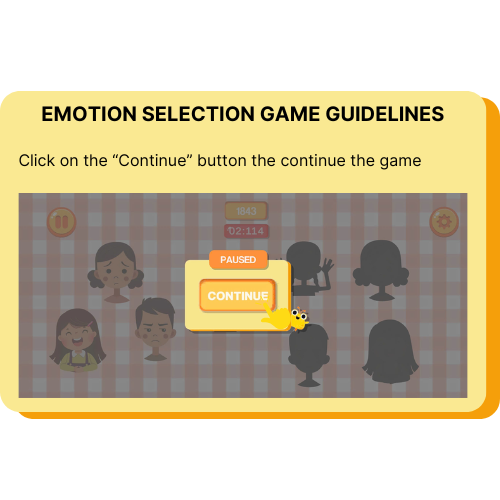 EMOTION SELECTION GAME GUIDELINES
Click on the “Continue” button the continue the game
1843
02:114
PAUSED
CONTINUE